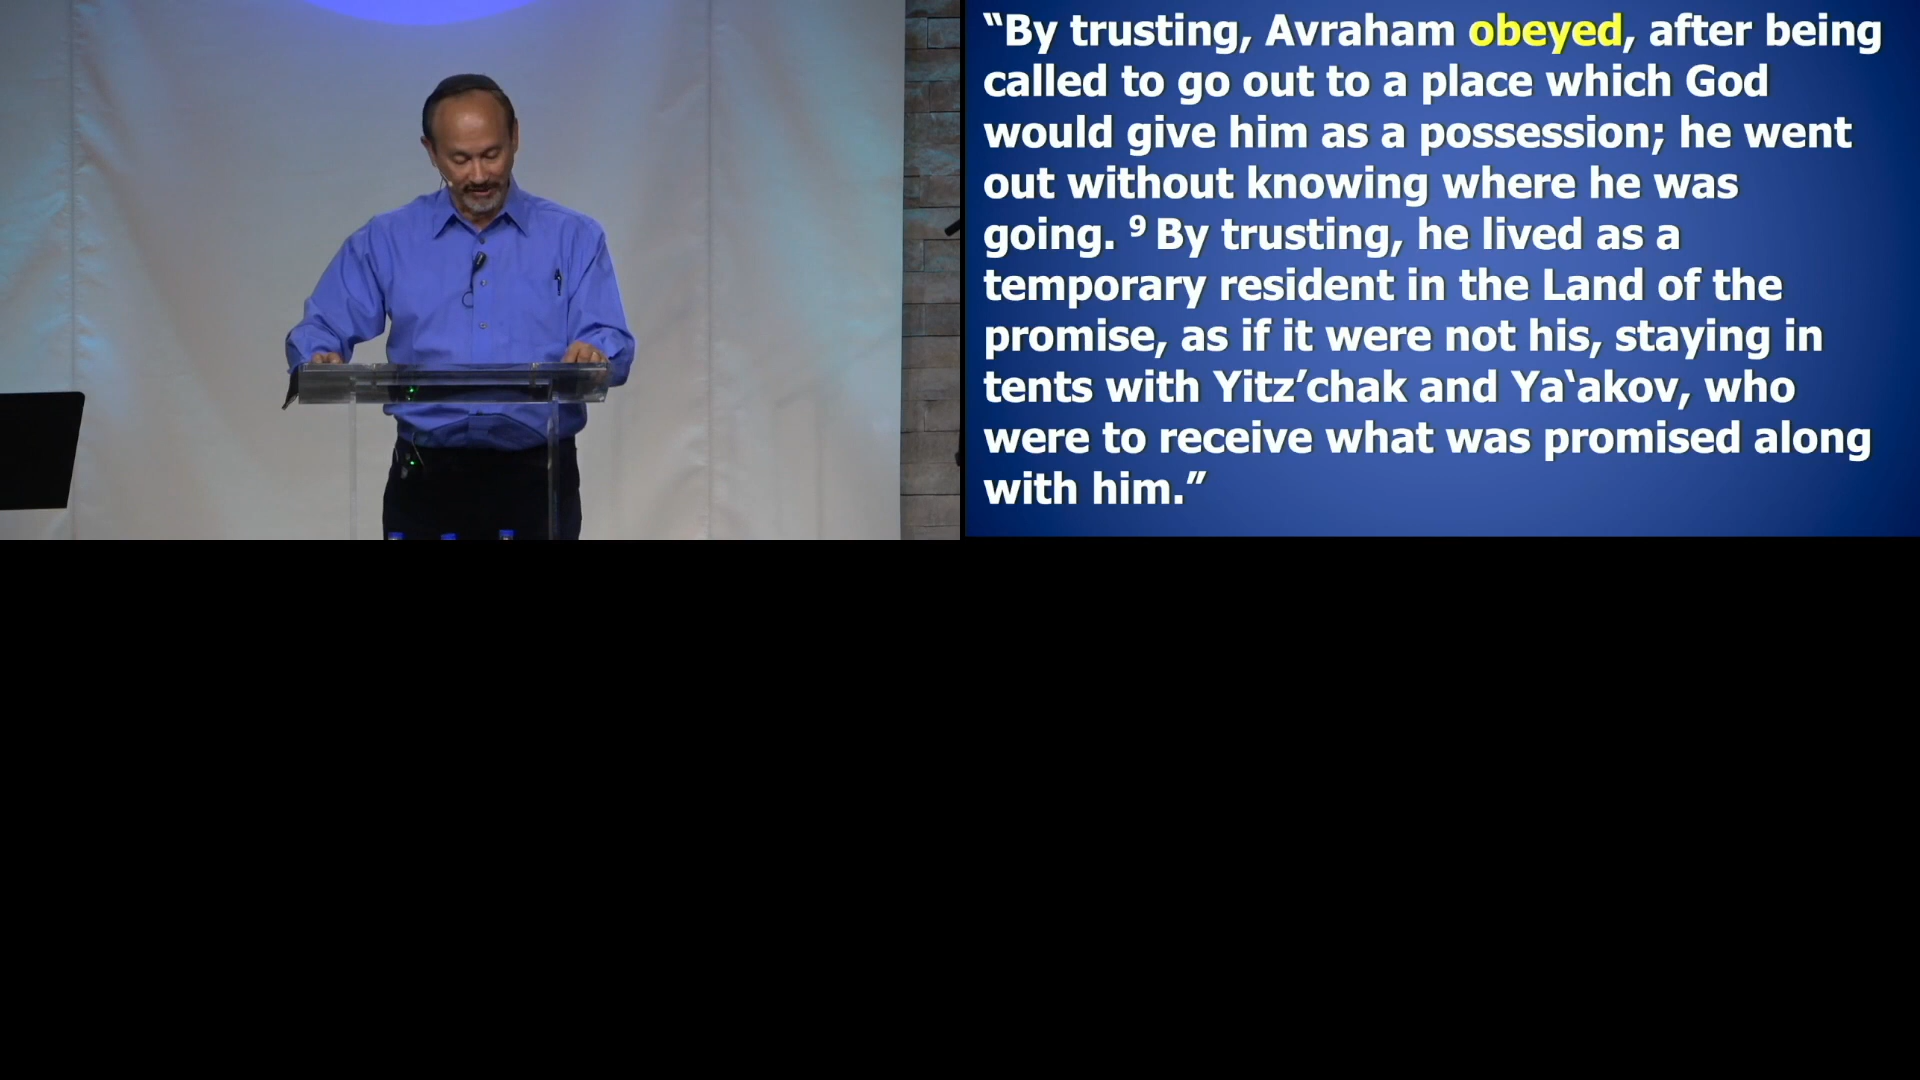 “By trusting, Avraham obeyed, after being
called to go out to a place which God
would give him as a possession; he went
out without knowing where he was
going. ⁹ By trusting, he lived as a
temporary resident in the Land of the
promise, as if it were not his, staying in
tents with Yitz’chak and Ya‘akov, who
were to receive what was promised along
with him.”